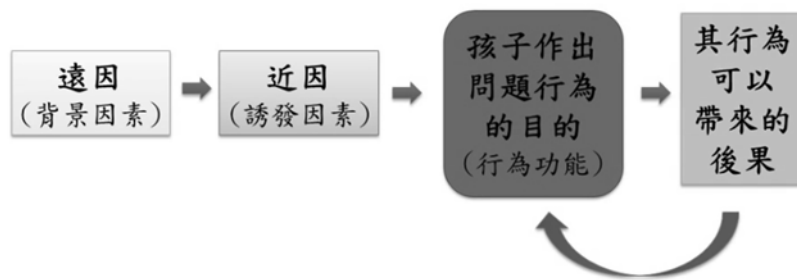 遠因
（背景因素）
近因
（誘發因素）
孩子作出
問題行為
的目的
（行為功能）
其行為
可以
帶來的
後果